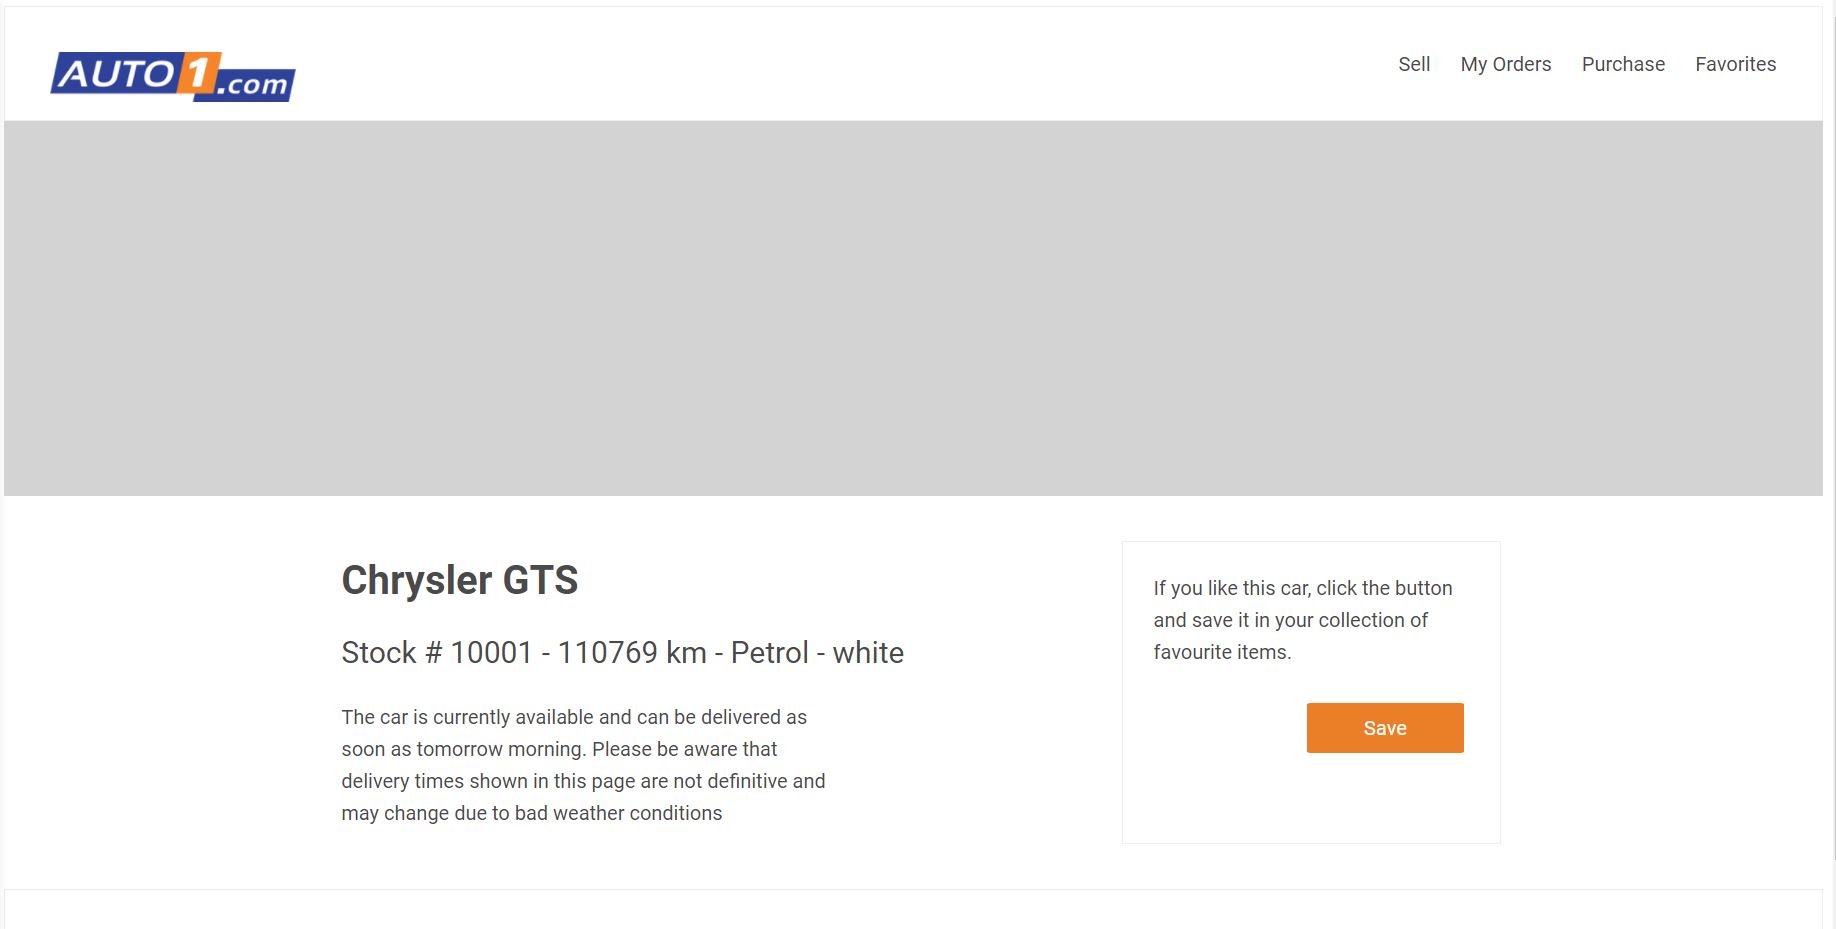 AUTO1.com
Sell My Orders Purchase Favorites
Chrysler GTS
Stock # 10001 - 110769 km - Petrol - white
The car is currently available and can be delivered as
soon as tomorrow morning. Please be aware that
delivery times shown in this page are not definitive and
may change due to bad weather conditions
If you like this car, click the button
and save it in your collection of
favourite items.
Save